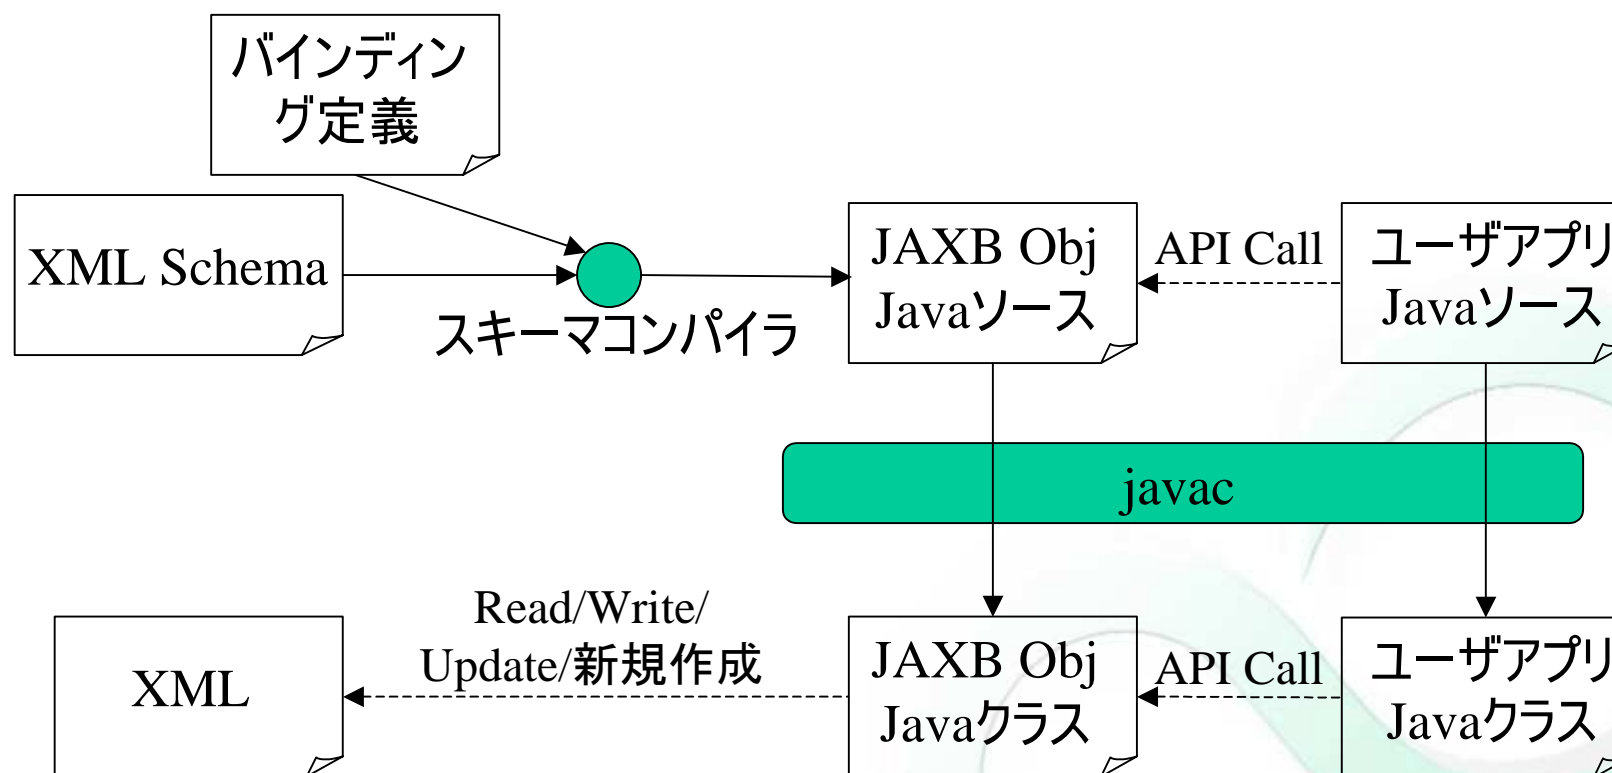 バインディン
グ定義
XML Schema
スキーマコンパイラ
JAXB Obj
Javaソース
API Call
ユーザアプリ
Javaソース
javac
XML
Read/Write/
Update/新規作成
JAXB Obj
Javaクラス
API Call
ユーザアプリ
Javaクラス